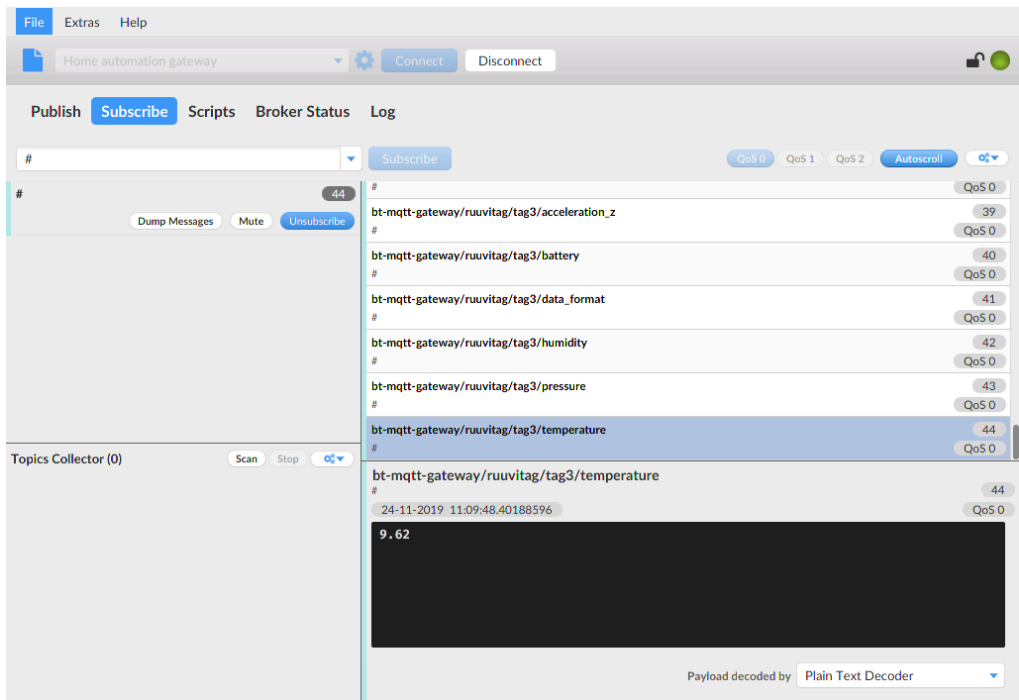 File Extras Help
Home automation gateway Connect Disconnect
Publish Subscribe Scripts Broker Status Log
# Subscribe QoS 0 QoS 1 QoS 2 Autoscroll
# 44
Dump Messages Mute Unsubscribe
# QoS 0
bt-mqtt-gateway/ruuvitag/tag3/acceleration_z 39
# QoS 0
bt-mqtt-gateway/ruuvitag/tag3/battery 40
# QoS 0
bt-mqtt-gateway/ruuvitag/tag3/data_format 41
# QoS 0
bt-mqtt-gateway/ruuvitag/tag3/humidity 42
# QoS 0
bt-mqtt-gateway/ruuvitag/tag3/pressure 43
# QoS 0
bt-mqtt-gateway/ruuvitag/tag3/temperature 44
# QoS 0
Topics Collector (0) Scan Stop
bt-mqtt-gateway/ruuvitag/tag3/temperature
# 44
24-11-2019 11:09:48.40188596 QoS 0
9.62
Payload decoded by Plain Text Decoder